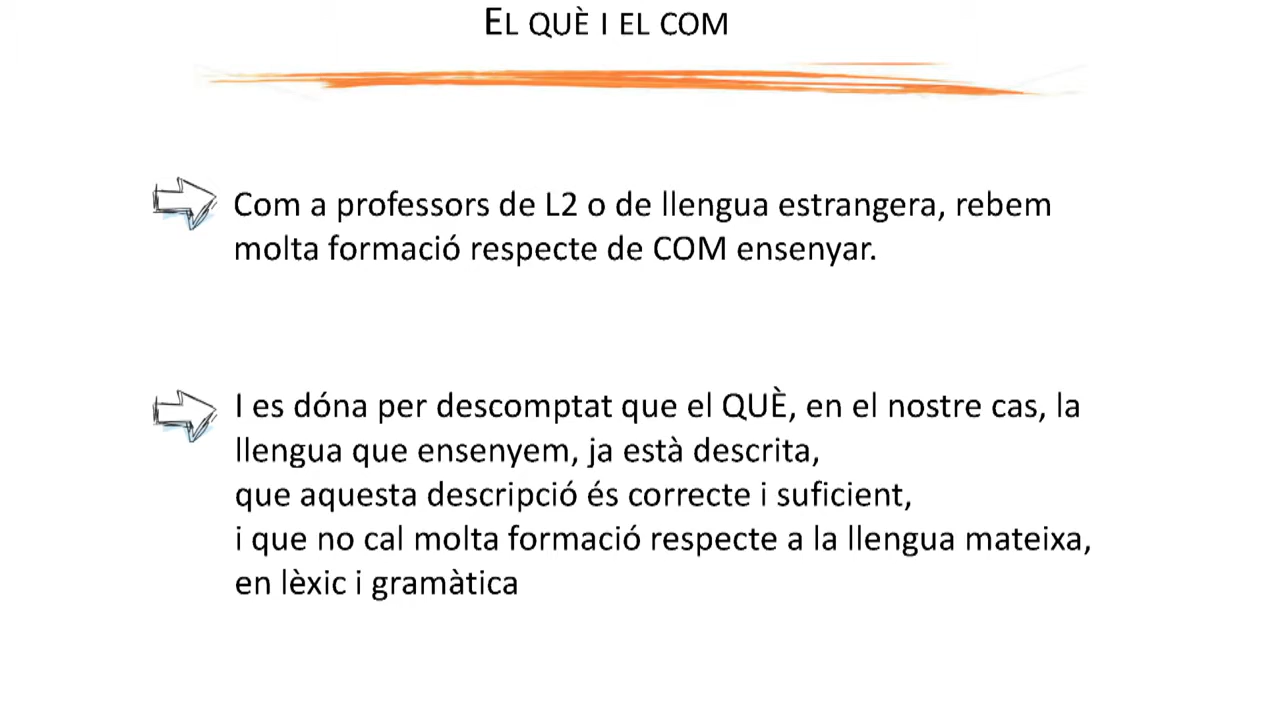 EL QUÈ I EL COM
Com a professors de L2 o de llengua estrangera, rebem
molta formació respecte de COM ensenyar.
I es dóna per descomptat que el QUÈ, en el nostre cas, la
llengua que ensenyem, ja està descrita,
que aquesta descripció és correcte i suficient,
i que no cal molta formació respecte a la llengua mateixa,
en lèxic i gramàtica